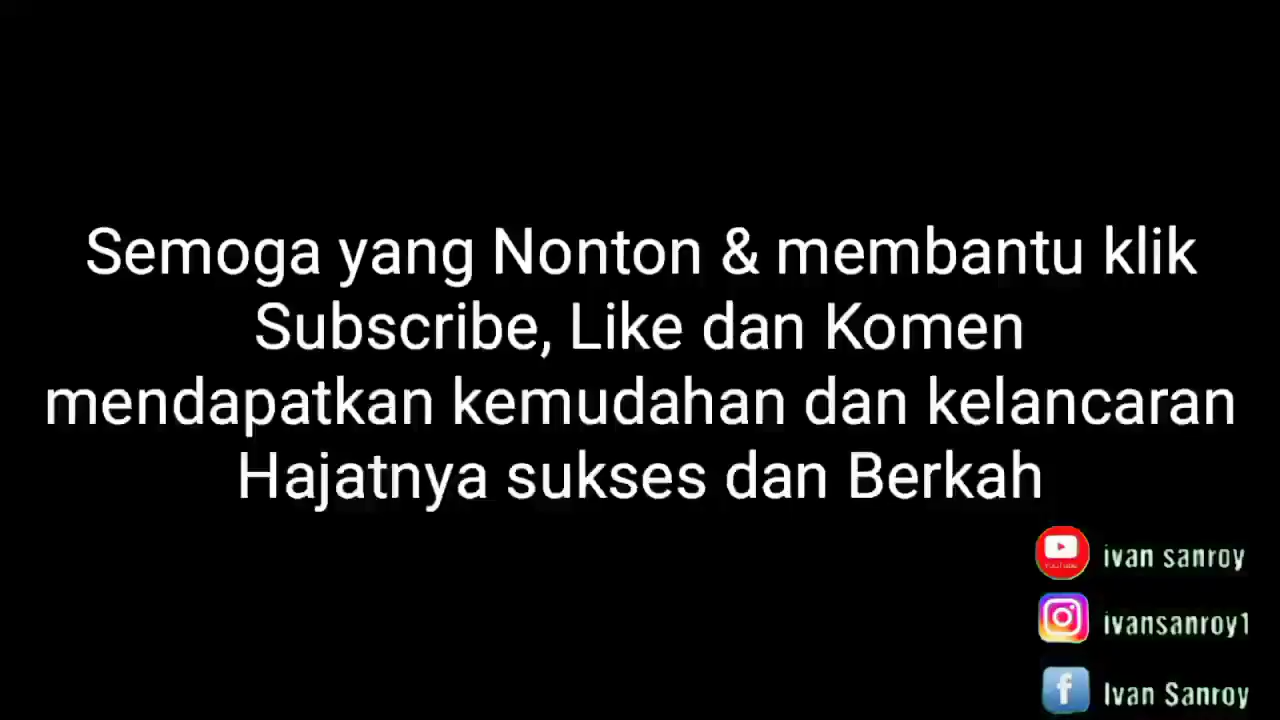 Semoga yang Nonton & membantu klik
Subscribe, Like dan Komen
mendapatkan kemudahan dan kelancaran
Hajatnya sukses dan Berkah
YouTube
ivan sanroy
ivansanroy1
f
Ivan Sanroy